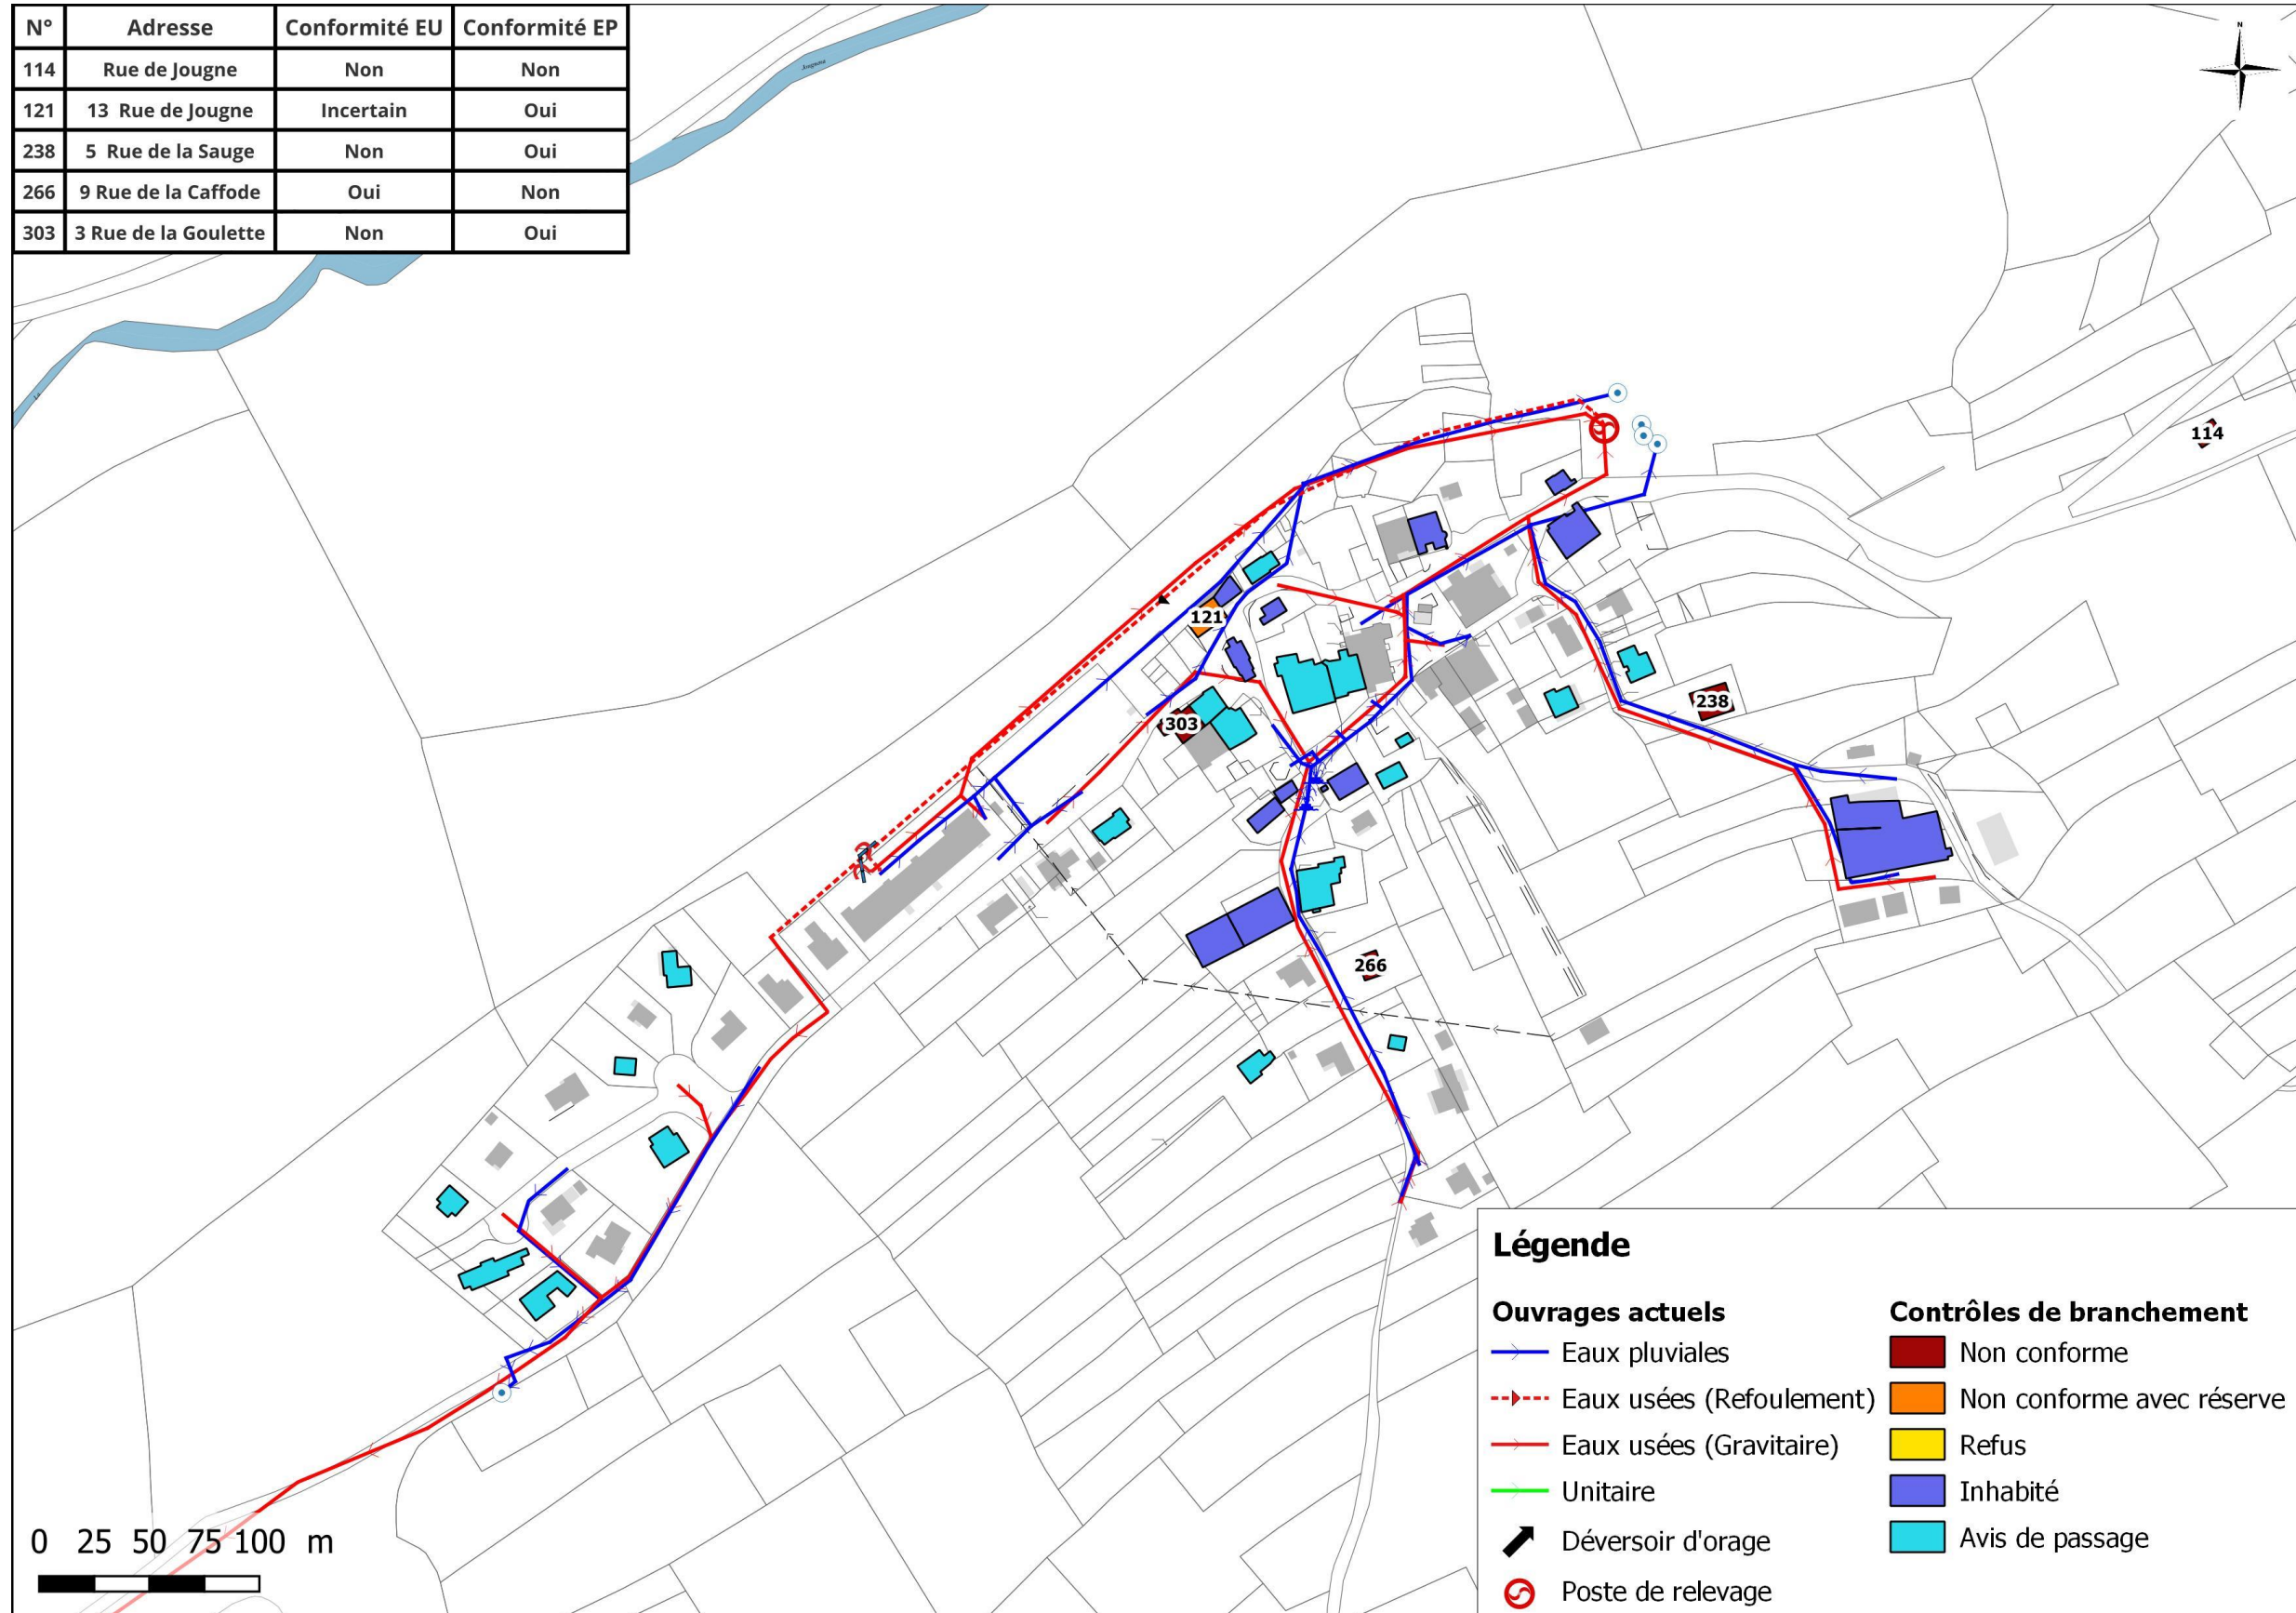 N° Adresse Conformité EU Conformité EP
114 Rue de Jougne Non Non
121 13 Rue de Jougne Incertain Oui
238 5 Rue de la Sauge Non Oui
266 9 Rue de la Caffode Oui Non
303 3 Rue de la Goulette Non Oui
N
Jougnena
La
114
121
303
238
266
Légende
Ouvrages actuels
Eaux pluviales
Eaux usées (Refoulement)
Eaux usées (Gravitaire)
Unitaire
Déversoir d'orage
Poste de relevage
Contrôles de branchement
Non conforme
Non conforme avec réserve
Refus
Inhabité
Avis de passage
0 25 50 75 100 m